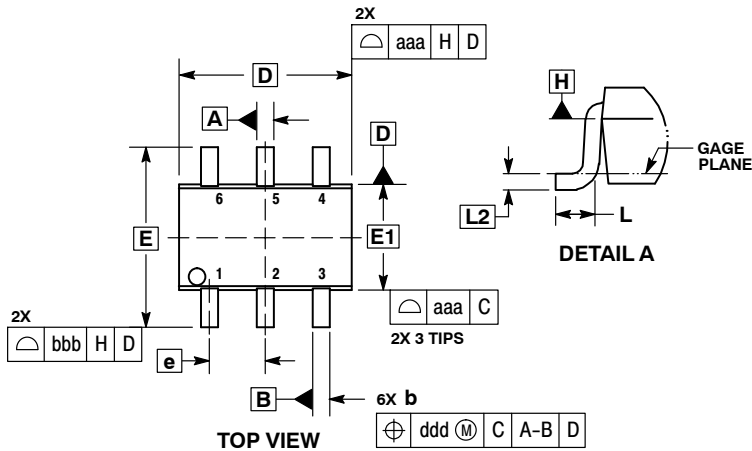 2X
⌓ aaa H D
D
A
D
H
GAGE
PLANE
6 5 4
L2
L
E
E1
DETAIL A
1 2 3
⌓ aaa C
2X 3 TIPS
2X
⌓ bbb H D
e
B
6X b
⌖ ddd Ⓜ C A-B D
TOP VIEW